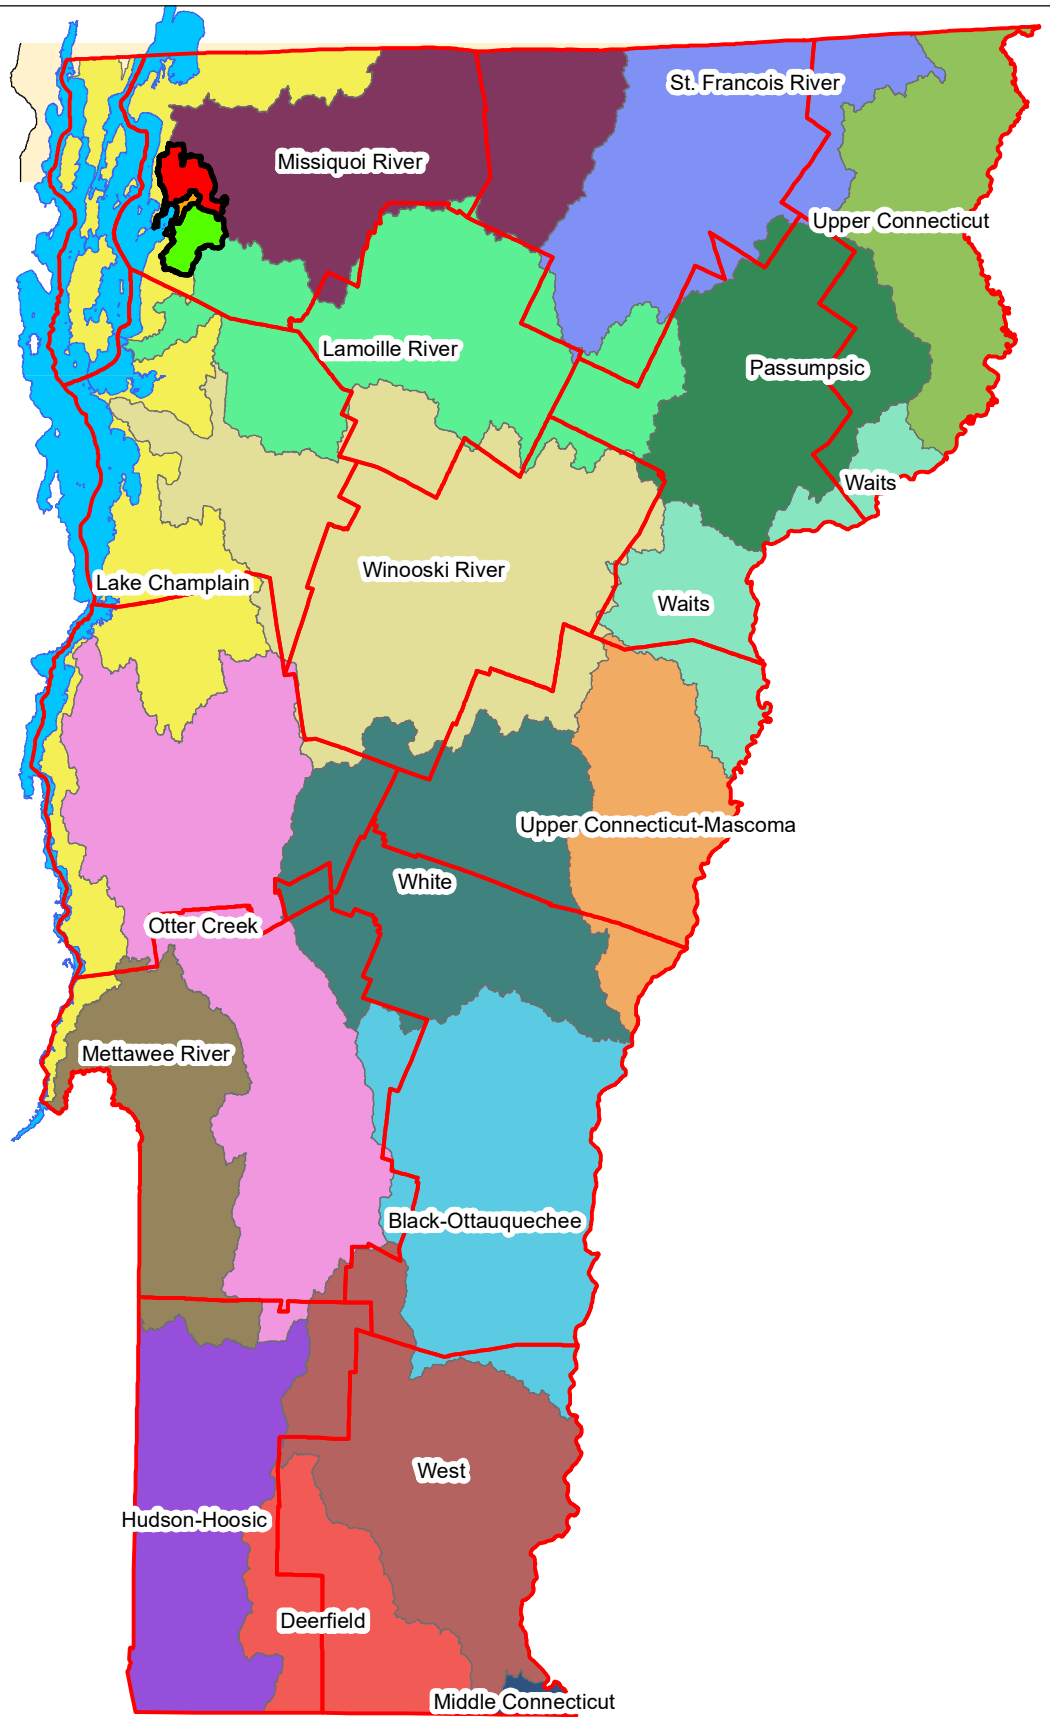 St. Francois River
Missiquoi River
Upper Connecticut
Lamoille River
Passumpsic
Waits
Winooski River
Lake Champlain
Waits
Upper Connecticut-Mascoma
White
Otter Creek
Mettawee River
Black-Ottauquechee
West
Hudson-Hoosic
Deerfield
Middle Connecticut